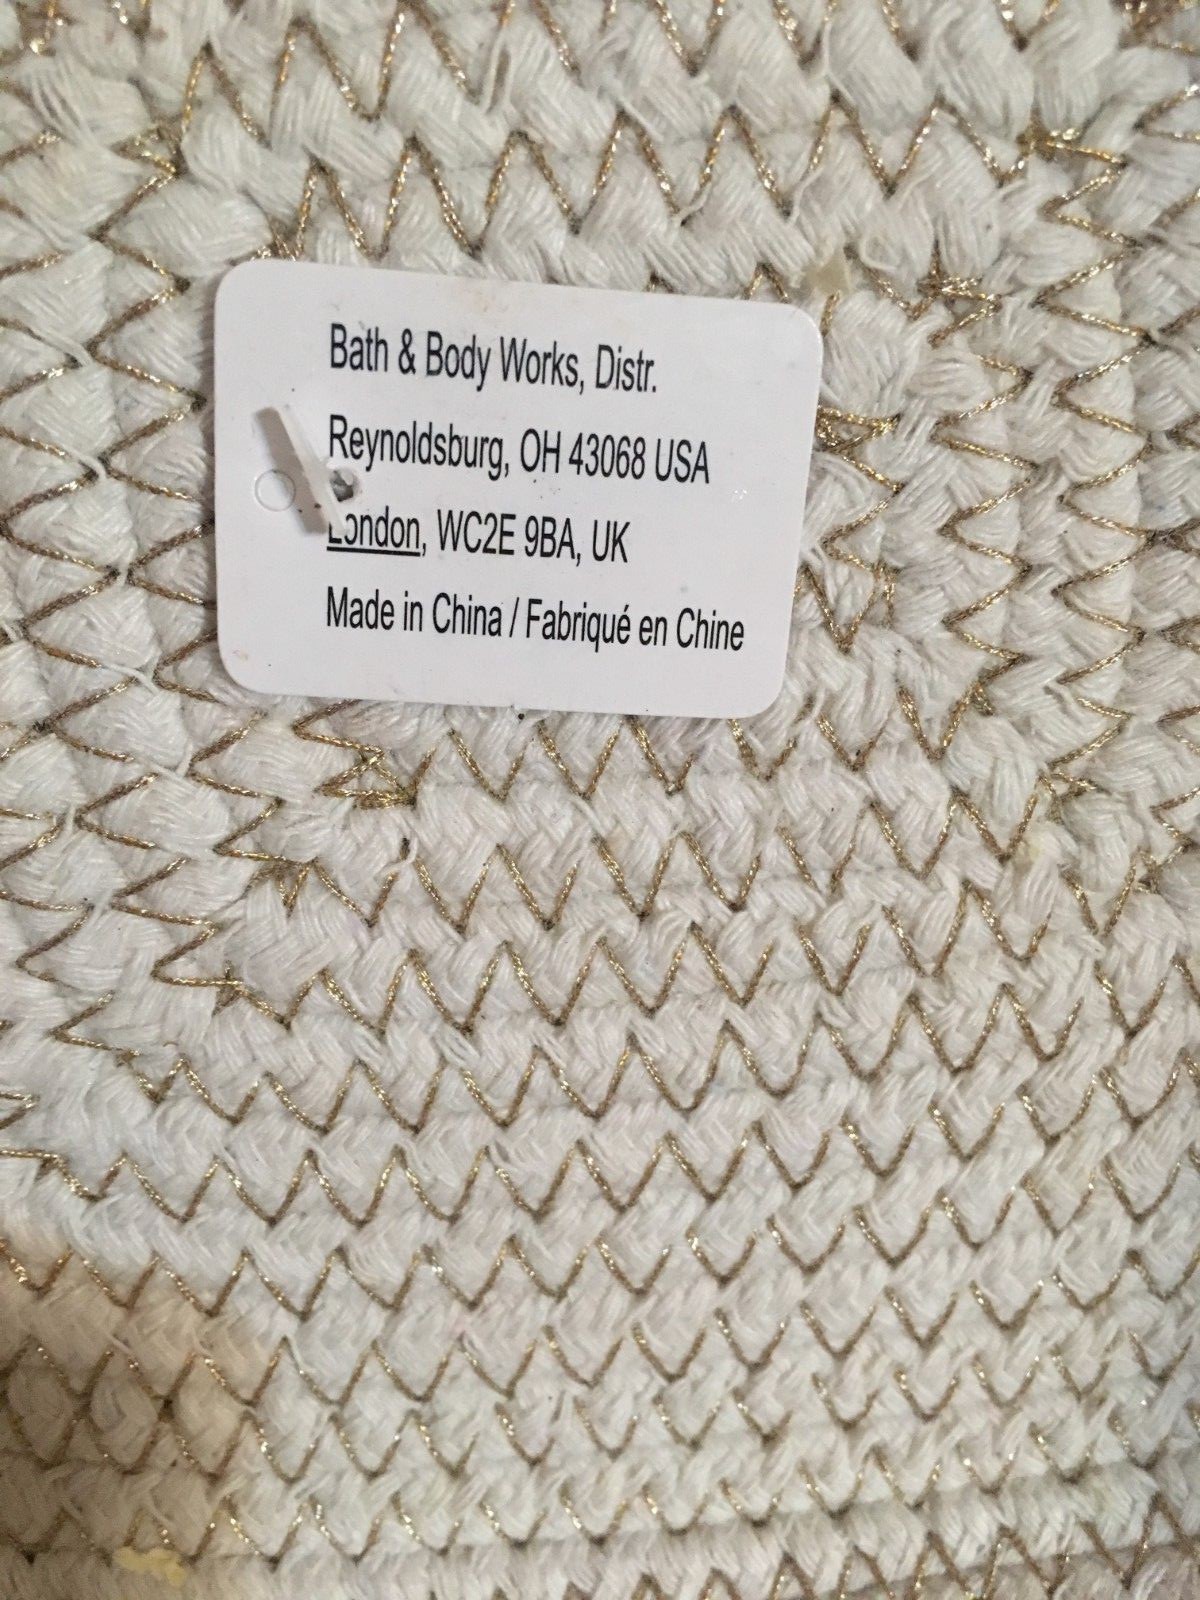 Bath & Body Works, Distr.
Reynoldsburg, OH 43068 USA
London, WC2E 9BA, UK
Made in China / Fabriqué en Chine